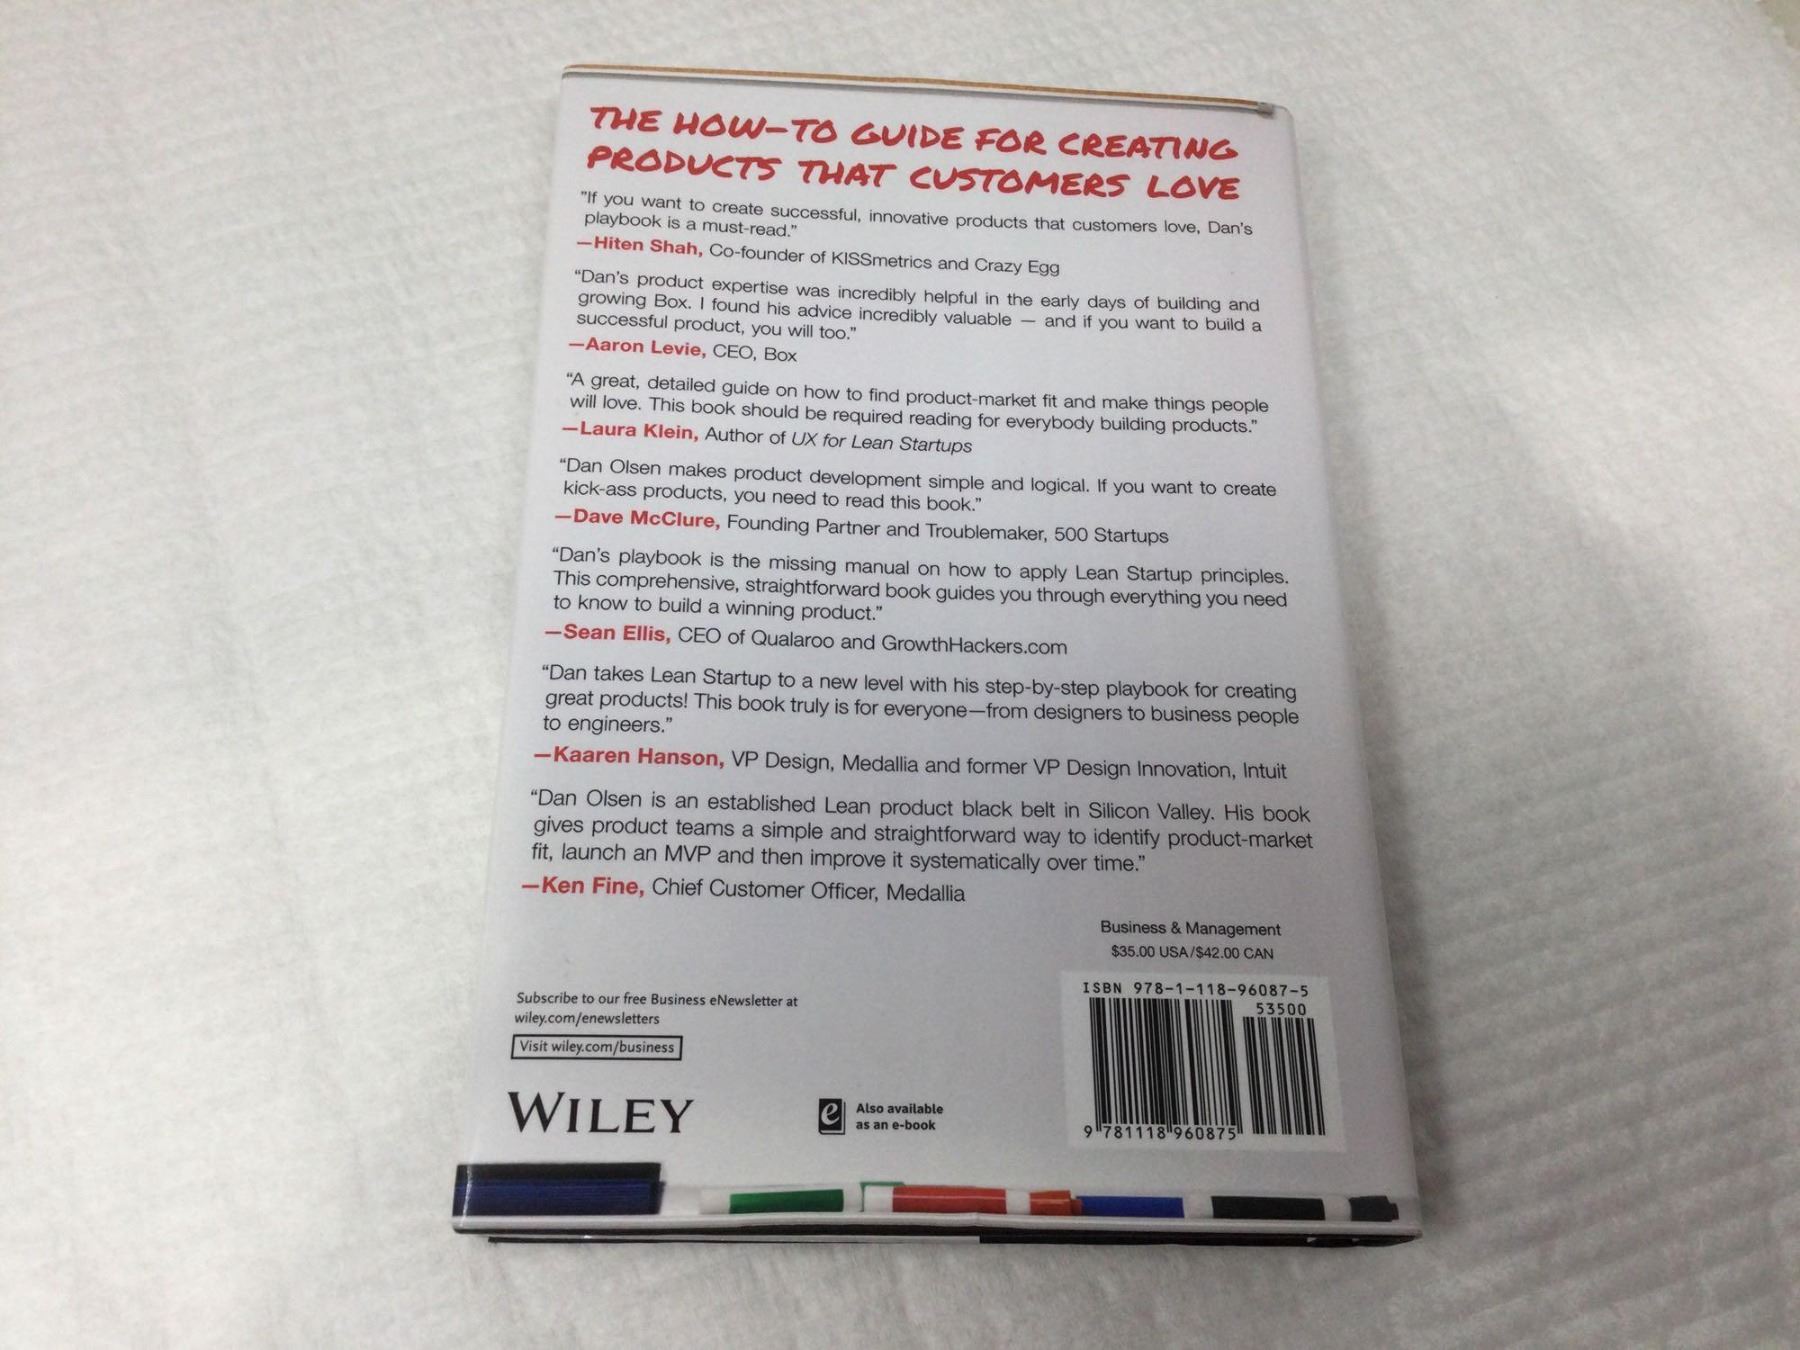 THE HOW-TO GUIDE FOR CREATING
PRODUCTS THAT CUSTOMERS LOVE
"If you want to create successful, innovative products that customers love, Dan's
playbook is a must-read."
—Hiten Shah, Co-founder of KISSmetrics and Crazy Egg
"Dan's product expertise was incredibly helpful in the early days of building and
growing Box. I found his advice incredibly valuable — and if you want to build a
successful product, you will too."
—Aaron Levie, CEO, Box
"A great, detailed guide on how to find product-market fit and make things people
will love. This book should be required reading for everybody building products."
—Laura Klein, Author of UX for Lean Startups
"Dan Olsen makes product development simple and logical. If you want to create
kick-ass products, you need to read this book."
—Dave McClure, Founding Partner and Troublemaker, 500 Startups
"Dan's playbook is the missing manual on how to apply Lean Startup principles.
This comprehensive, straightforward book guides you through everything you need
to know to build a winning product."
—Sean Ellis, CEO of Qualaroo and GrowthHackers.com
"Dan takes Lean Startup to a new level with his step-by-step playbook for creating
great products! This book truly is for everyone—from designers to business people
to engineers."
—Kaaren Hanson, VP Design, Medallia and former VP Design Innovation, Intuit
"Dan Olsen is an established Lean product black belt in Silicon Valley. His book
gives product teams a simple and straightforward way to identify product-market
fit, launch an MVP and then improve it systematically over time."
—Ken Fine, Chief Customer Officer, Medallia
Business & Management
$35.00 USA/$42.00 CAN
Subscribe to our free Business eNewsletter at
wiley.com/enewsletters
Visit wiley.com/business
WILEY
e Also available
as an e-book
ISBN 978-1-118-96087-5
53500
9 781118 960875